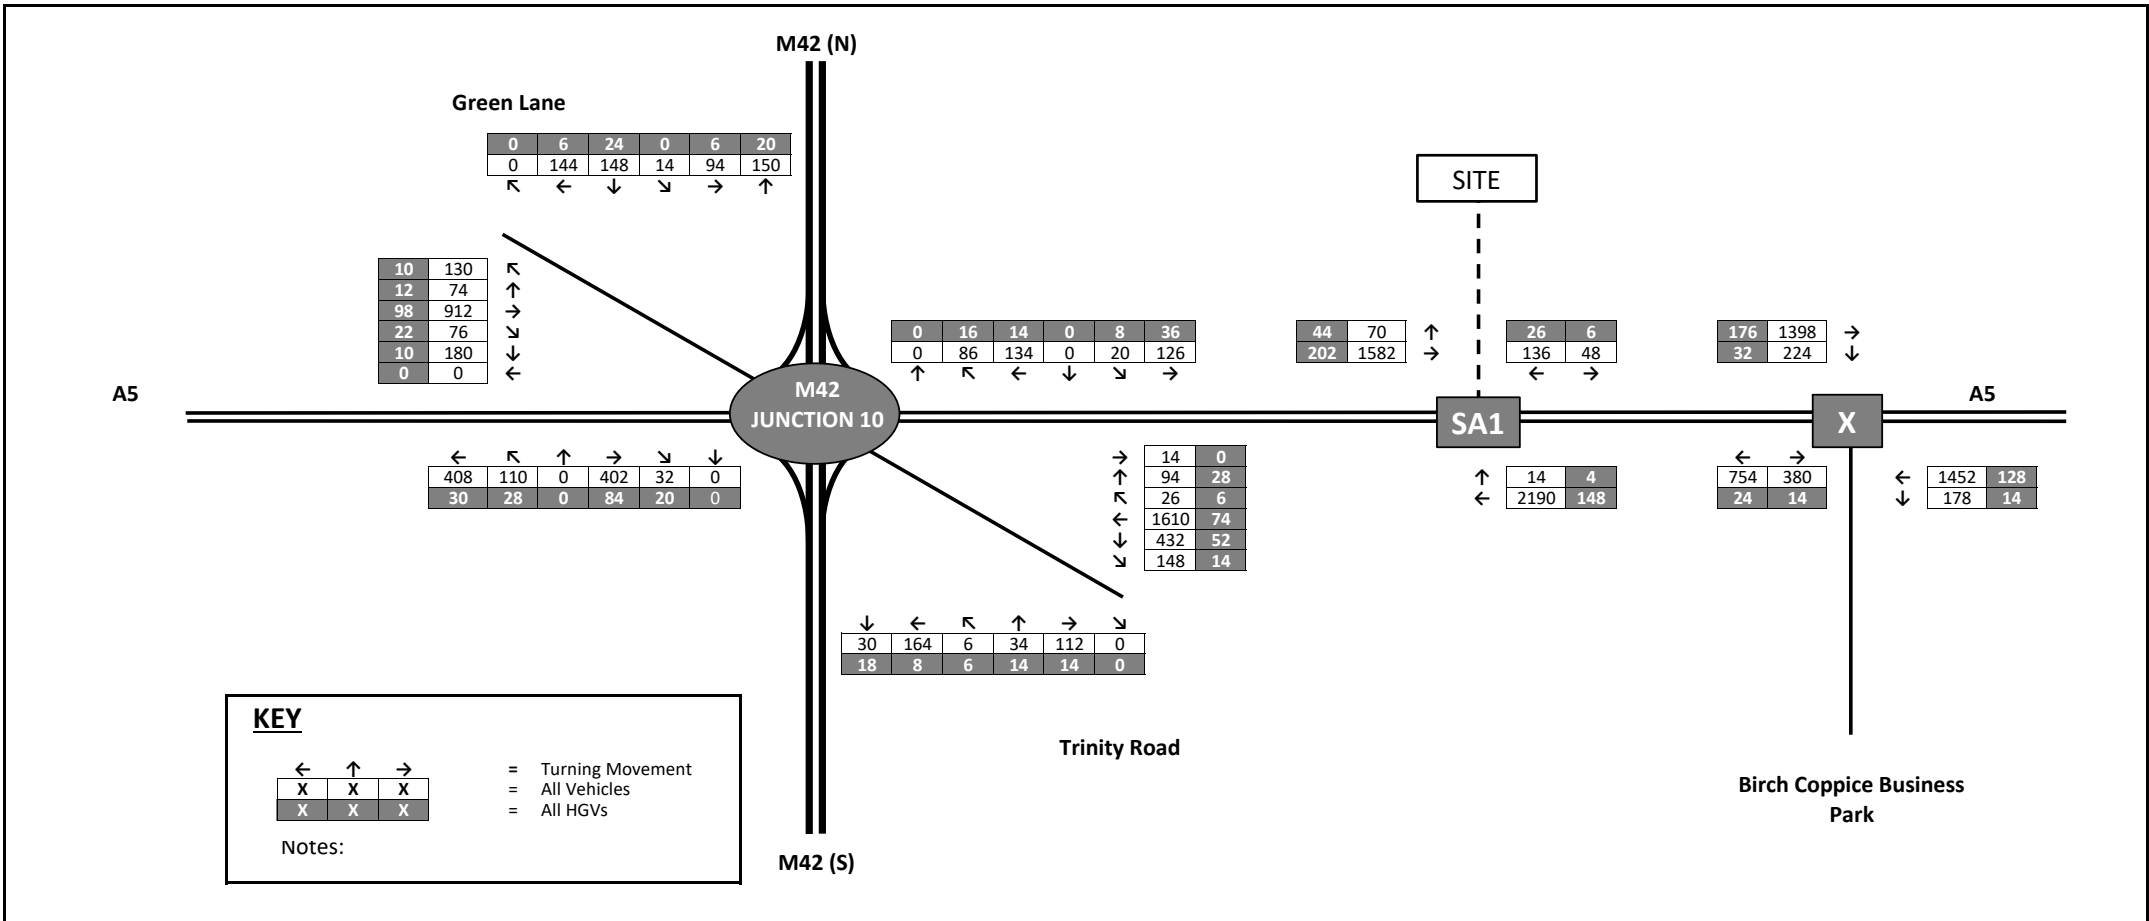 M42 (N)
Green Lane
0 6 24 0 6 20
0 144 148 14 94 150
↖ ← ↓ ↘ → ↑
SITE
10 130 ↖
12 74 ↑
98 912 →
22 76 ↘
10 180 ↓
0 0 ←
0 16 14 0 8 36
0 86 134 0 20 126
↑ ↖ ← ↓ ↘ →
44 70 ↑
202 1582 →
26 6
136 48
← →
176 1398 →
32 224 ↓
A5
M42
JUNCTION 10
SA1
X
A5
← ↖ ↑ → ↘ ↓
408 110 0 402 32 0
30 28 0 84 20 0
→ 14 0
↑ 94 28
↖ 26 6
← 1610 74
↓ 432 52
↘ 148 14
↑ 14 4
← 2190 148
← →
754 380
24 14
← 1452 128
↓ 178 14
↓ ← ↖ ↑ → ↘
30 164 6 34 112 0
18 8 6 14 14 0
Trinity Road
Birch Coppice Business
Park
M42 (S)
KEY
← ↑ → = Turning Movement
X X X = All Vehicles
X X X = All HGVs
Notes: